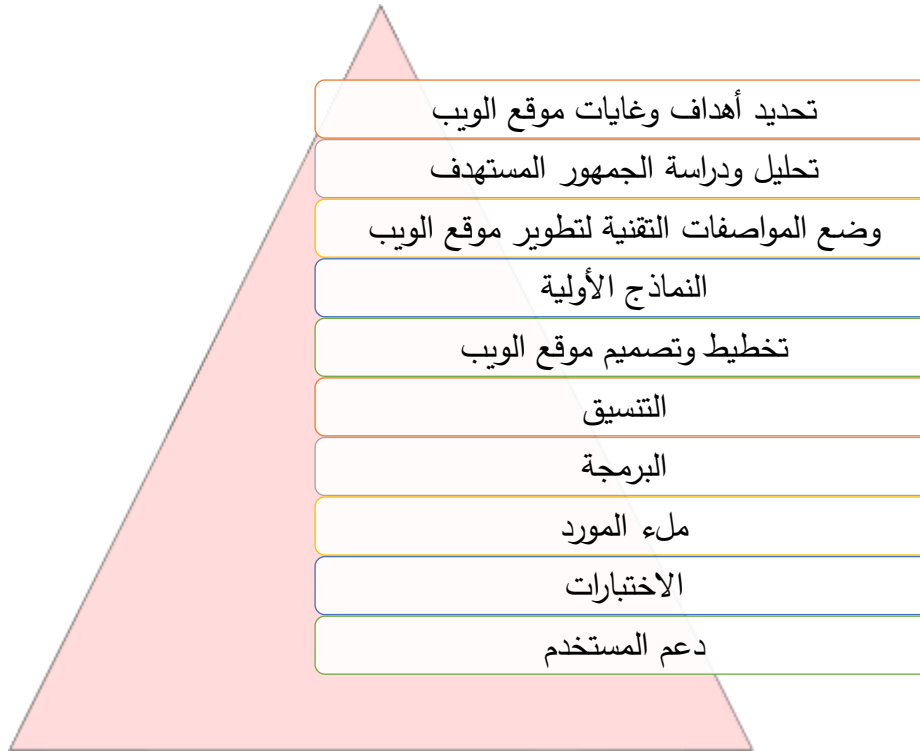 تحديد أهداف وغايات موقع الويب
تحليل ودراسة الجمهور المستهدف
وضع المواصفات التقنية لتطوير موقع الويب
النماذج الأولية
تخطيط وتصميم موقع الويب
التنسيق
البرمجة
ملء المورد
الاختبارات
دعم المستخدم